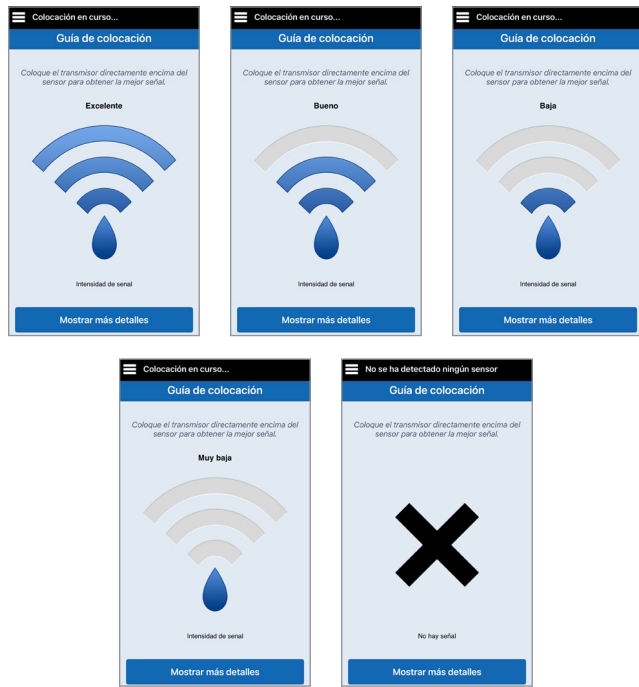 Colocación en curso...
Guía de colocación
Coloque el transmisor directamente encima del
sensor para obtener la mejor señal.
Excelente
Intensidad de senal
Mostrar más detalles
Colocación en curso...
Guía de colocación
Coloque el transmisor directamente encima del
sensor para obtener la mejor señal.
Bueno
Intensidad de senal
Mostrar más detalles
Colocación en curso...
Guía de colocación
Coloque el transmisor directamente encima del
sensor para obtener la mejor señal.
Baja
Intensidad de senal
Mostrar más detalles
Colocación en curso...
Guía de colocación
Coloque el transmisor directamente encima del
sensor para obtener la mejor señal.
Muy baja
Intensidad de senal
Mostrar más detalles
No se ha detectado ningún sensor
Guía de colocación
Coloque el transmisor directamente encima del
sensor para obtener la mejor señal.
No hay señal
Mostrar más detalles